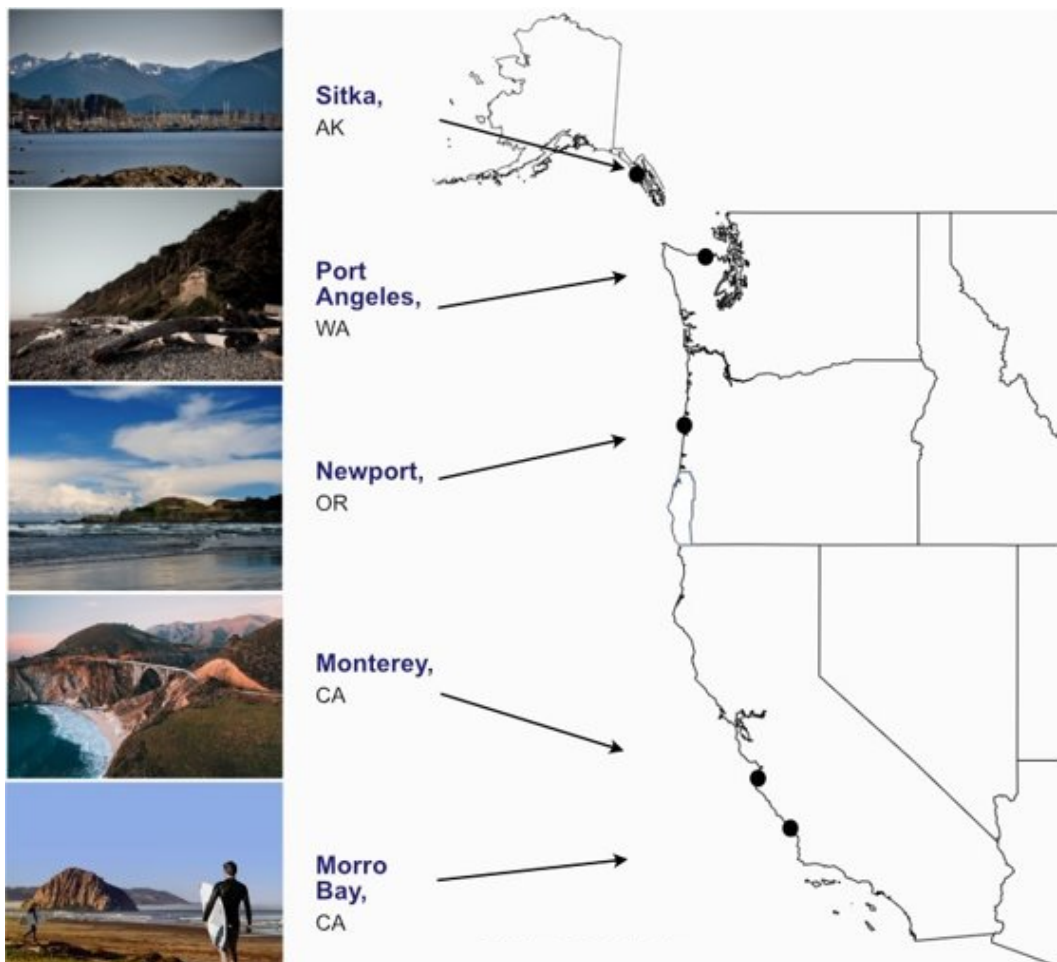 Sitka,
AK
Port
Angeles,
WA
Newport,
OR
Monterey,
CA
Morro
Bay,
CA